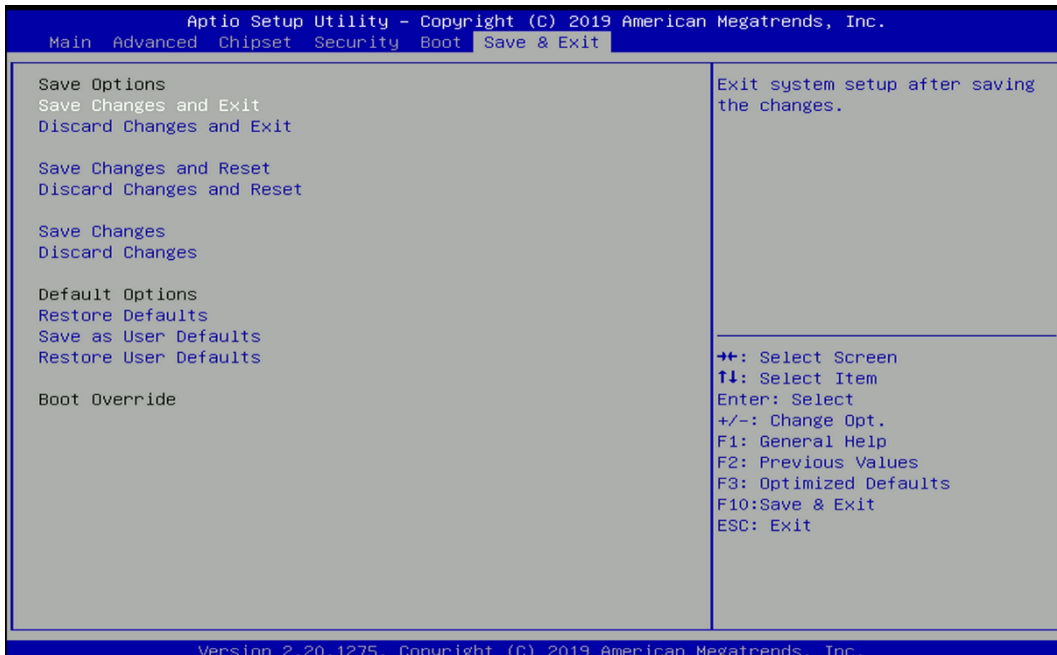 Aptio Setup Utility – Copyright (C) 2019 American Megatrends, Inc.
Main Advanced Chipset Security Boot Save & Exit
Save Options
Save Changes and Exit
Discard Changes and Exit
Save Changes and Reset
Discard Changes and Reset
Save Changes
Discard Changes
Default Options
Restore Defaults
Save as User Defaults
Restore User Defaults
Boot Override
Exit system setup after saving
the changes.
→←: Select Screen
↑↓: Select Item
Enter: Select
+/-: Change Opt.
F1: General Help
F2: Previous Values
F3: Optimized Defaults
F10:Save & Exit
ESC: Exit
Version 2.20.1275. Copyright (C) 2019 American Megatrends, Inc.